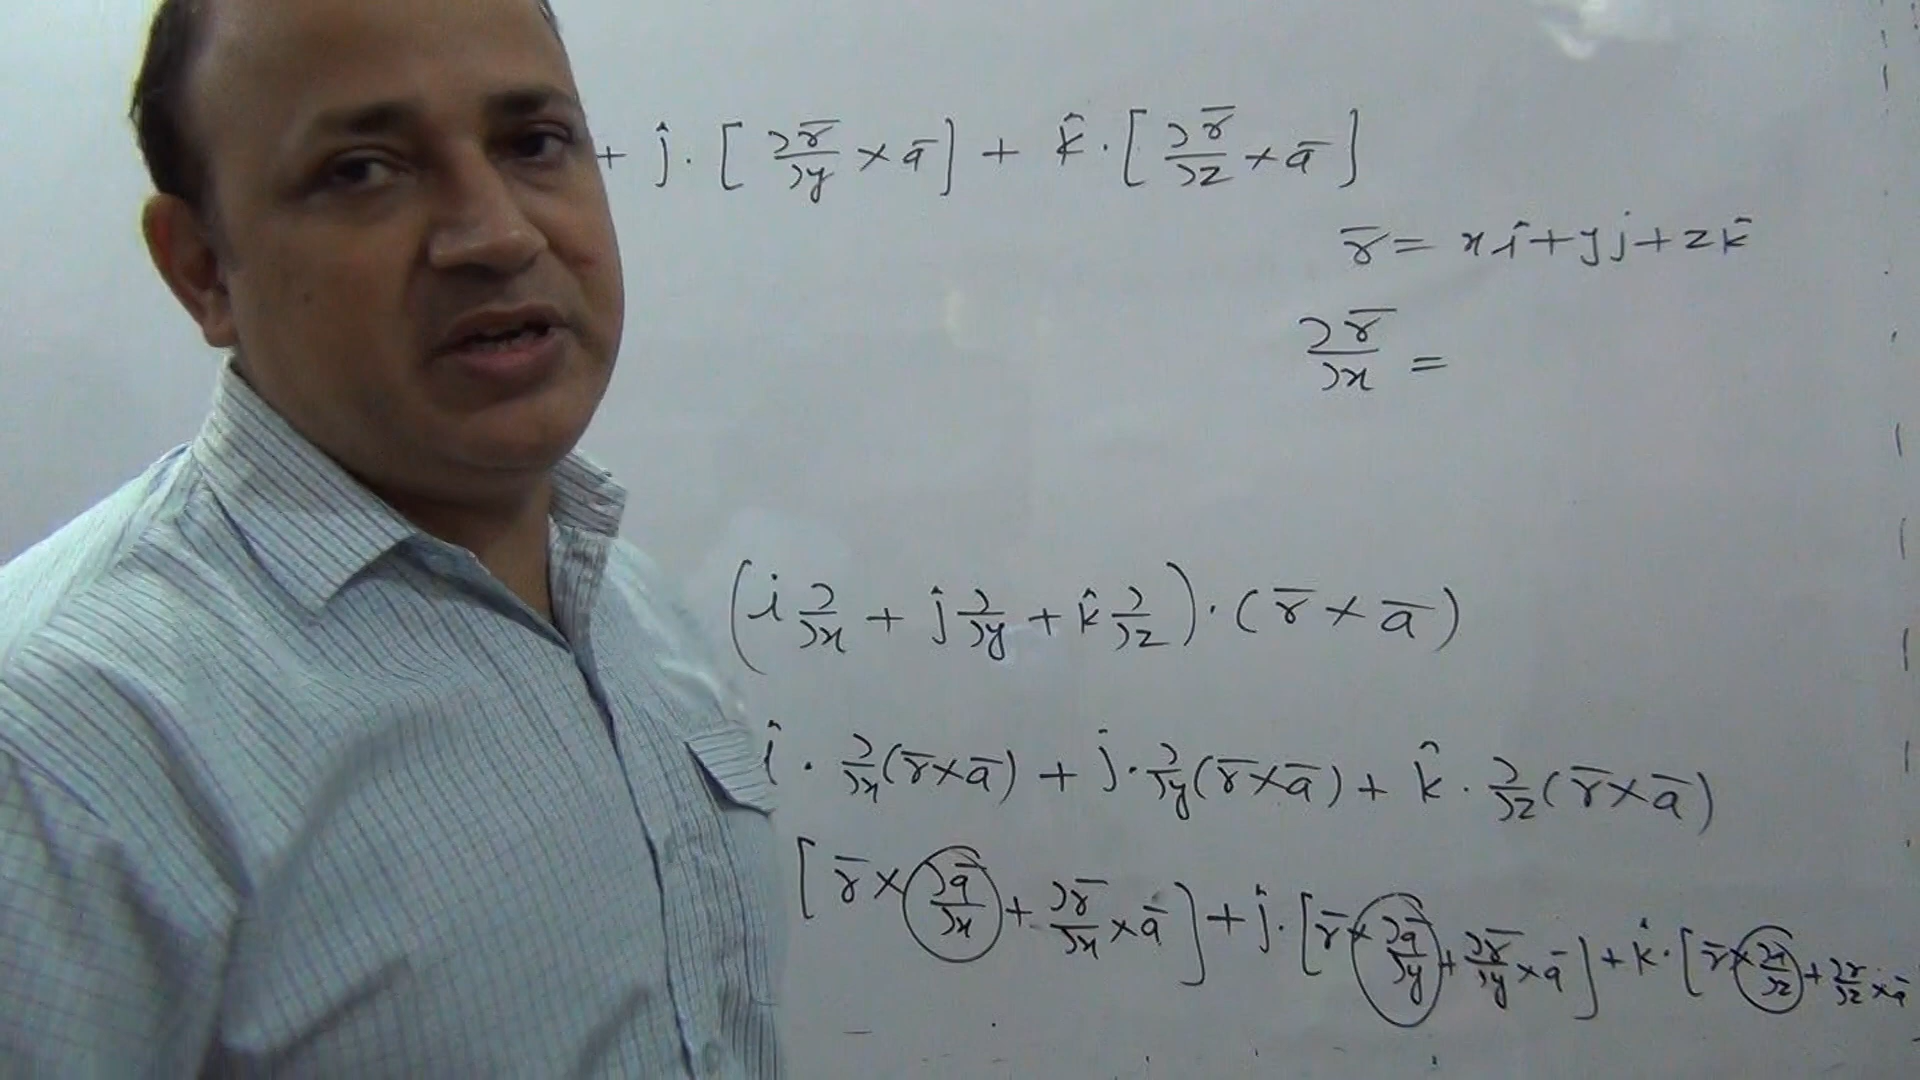 + ĵ · [ ∂r̄/∂y × ā ] + k̂ · [ ∂r̄/∂z × ā ]
r̄ = xî + yĵ + zk̂
∂r̄/∂x =
( i ∂/∂x + ĵ ∂/∂y + k̂ ∂/∂z ) · ( r̄ × ā )
î · ∂/∂x ( r̄ × ā ) + ĵ · ∂/∂y ( r̄ × ā ) + k̂ · ∂/∂z ( r̄ × ā )
[ r̄ × ∂ā/∂x + ∂r̄/∂x × ā ] + ĵ · [ r̄ × ∂ā/∂y + ∂r̄/∂y × ā ] + k̂ · [ r̄ × ∂ā/∂z + ∂r̄/∂z × ā